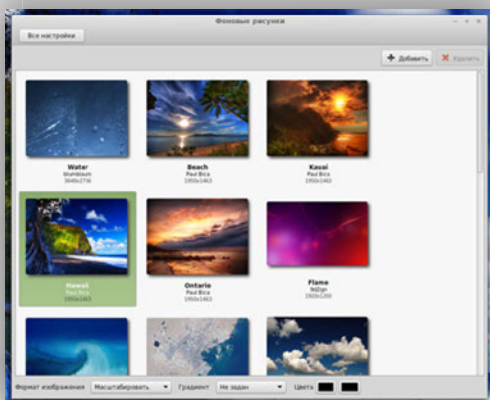 Фоновые рисунки
Все настройки
Добавить
Удалить
Water
3648x2736
Beach
Paul Bica
1950x1463
Kauai
Paul Bica
1950x1463
Hawaii
Paul Bica
1950x1463
Ontario
Paul Bica
1950x1463
Flame
1920x1200
Формат изображения Масштабировать Градиент Не задан Цвета